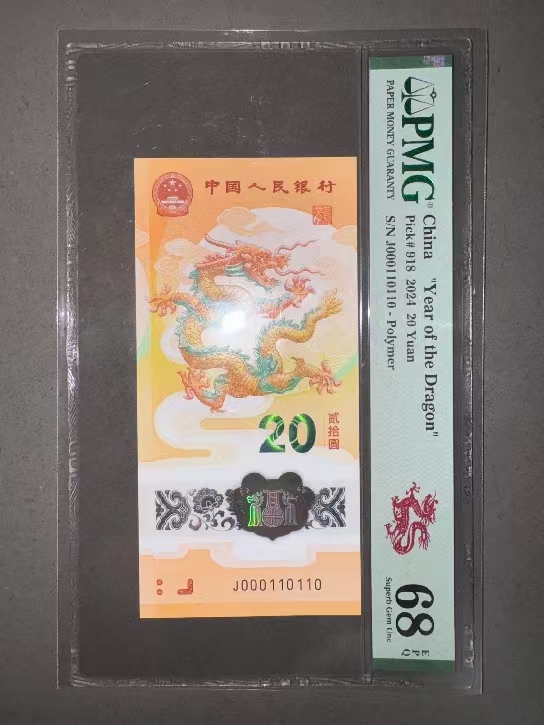 中国人民银行
20
贰拾圆
J000110110
PMG®
PAPER MONEY GUARANTY
China "Year of the Dragon"
Pick# 918 2024 20 Yuan
S/N J000110110 - Polymer
68
EPQ
Superb Gem Unc